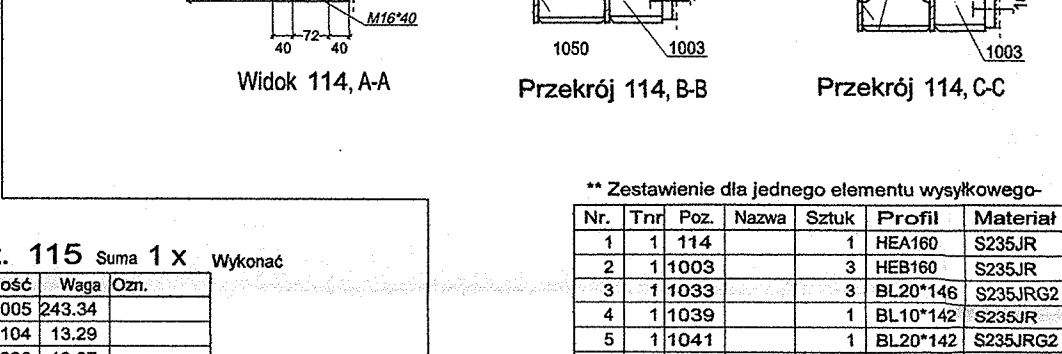 M16*40
40 72 40
Widok 114, A-A
1050 1003
Przekrój 114, B-B
1003
Przekrój 114, C-C
** Zestawienie dla jednego elementu wysyłkowego-
Nr. Tnr Poz. Nazwa Sztuk Profil Materiał
1 1 114 1 HEA160 S235JR
2 1 1003 3 HEB160 S235JR
3 1 1033 3 BL20*146 S235JRG2
4 1 1039 1 BL10*142 S235JR
5 1 1041 1 BL20*142 S235JRG2
. 115 Suma 1 x Wykonać
ość Waga Ozn.
005 243.34
104 13.29